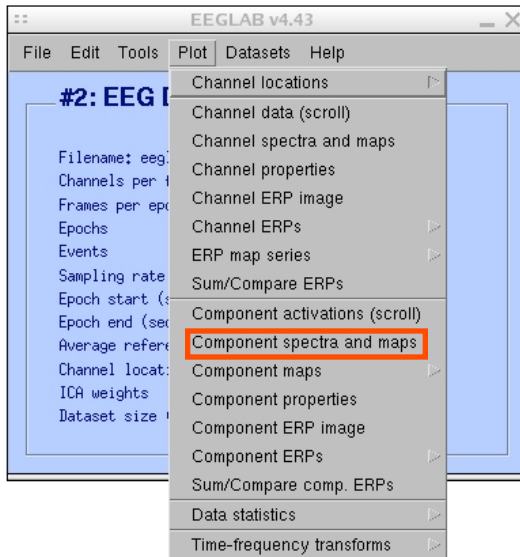 EEGLAB v4.43
File Edit Tools Plot Datasets Help
#2: EEG
Filename: eeg
Channels per
Frames per
Epochs
Events
Sampling rate
Epoch start
Epoch end
Average
Channel
ICA weights
Dataset size
Channel locations
Channel data (scroll)
Channel spectra and maps
Channel properties
Channel ERP image
Channel ERPs
ERP map series
Sum/Compare ERPs
Component activations (scroll)
Component spectra and maps
Component maps
Component properties
Component ERP image
Component ERPs
Sum/Compare comp. ERPs
Data statistics
Time-frequency transforms